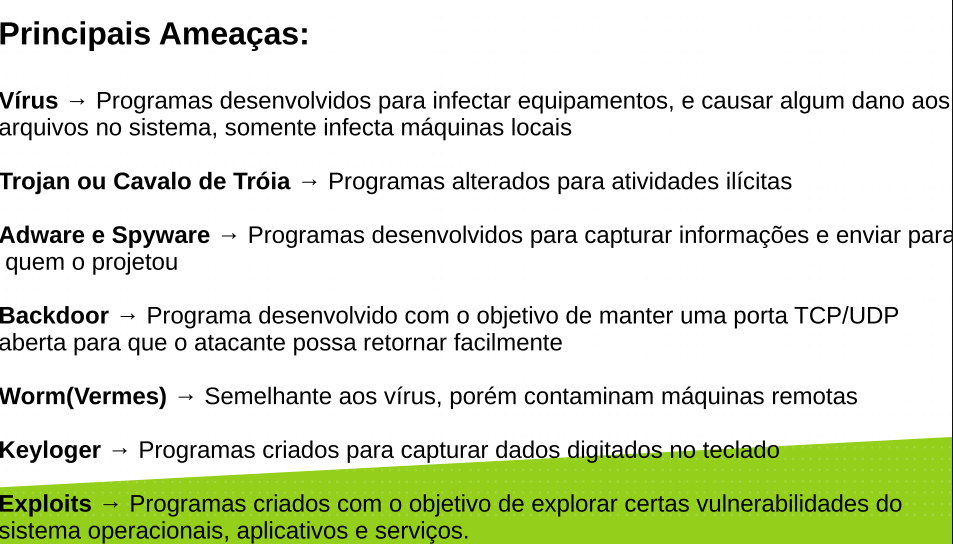 Principais Ameaças:
Vírus → Programas desenvolvidos para infectar equipamentos, e causar algum dano aos
arquivos no sistema, somente infecta máquinas locais
Trojan ou Cavalo de Tróia → Programas alterados para atividades ilícitas
Adware e Spyware → Programas desenvolvidos para capturar informações e enviar para
quem o projetou
Backdoor → Programa desenvolvido com o objetivo de manter uma porta TCP/UDP
aberta para que o atacante possa retornar facilmente
Worm(Vermes) → Semelhante aos vírus, porém contaminam máquinas remotas
Keyloger → Programas criados para capturar dados digitados no teclado
Exploits → Programas criados com o objetivo de explorar certas vulnerabilidades do
sistema operacionais, aplicativos e serviços.